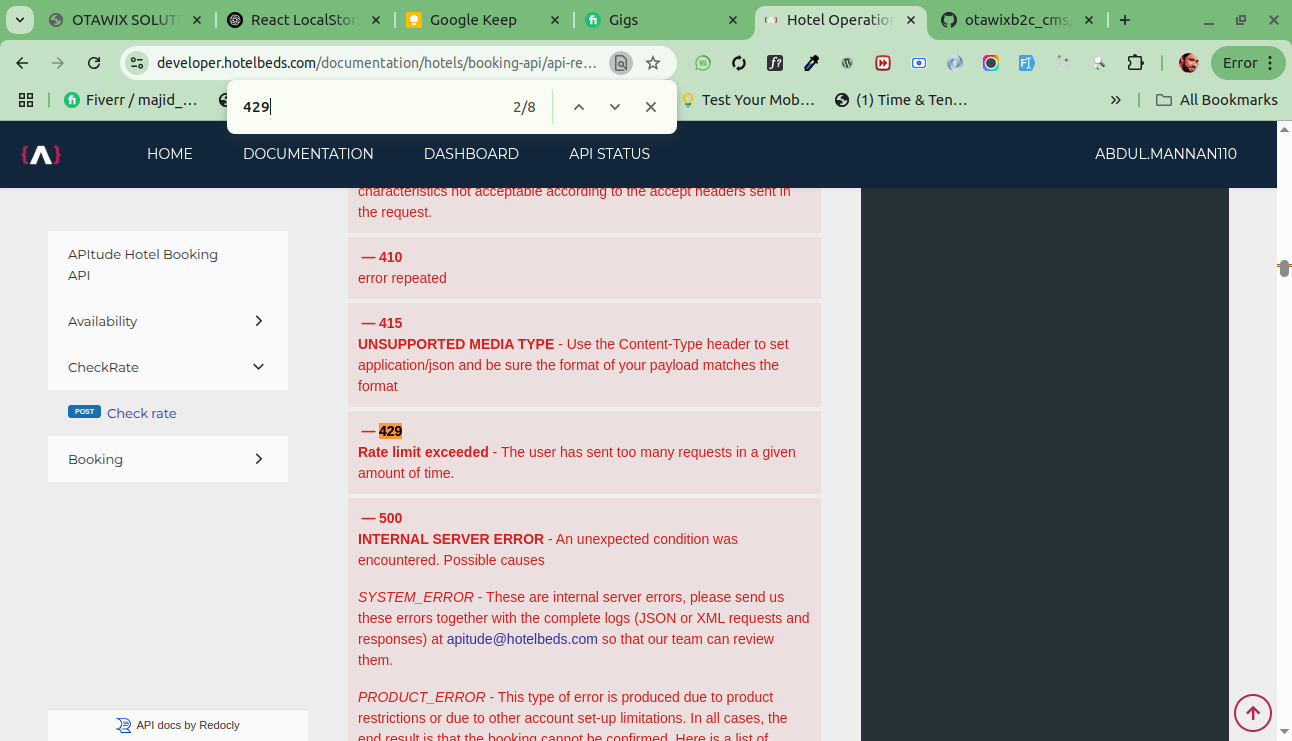 OTAWIX SOLUT
React LocalStor
Google Keep
Gigs
Hotel Operatio
otawixb2c_cms
developer.hotelbeds.com/documentation/hotels/booking-api/api-re...
Error
Fiverr / majid_...
Test Your Mob...
(1) Time & Ten...
All Bookmarks
429
2/8
HOME
DOCUMENTATION
DASHBOARD
API STATUS
ABDUL.MANNAN110
APItude Hotel Booking
API
Availability
CheckRate
POST Check rate
Booking
API docs by Redocly
characteristics not acceptable according to the accept headers sent in
the request.
— 410
error repeated
— 415
UNSUPPORTED MEDIA TYPE - Use the Content-Type header to set
application/json and be sure the format of your payload matches the
format
— 429
Rate limit exceeded - The user has sent too many requests in a given
amount of time.
— 500
INTERNAL SERVER ERROR - An unexpected condition was
encountered. Possible causes
SYSTEM_ERROR - These are internal server errors, please send us
these errors together with the complete logs (JSON or XML requests and
responses) at apitude@hotelbeds.com so that our team can review
them.
PRODUCT_ERROR - This type of error is produced due to product
restrictions or due to other account set-up limitations. In all cases, the
end result is that the booking cannot be confirmed. Here is a list of